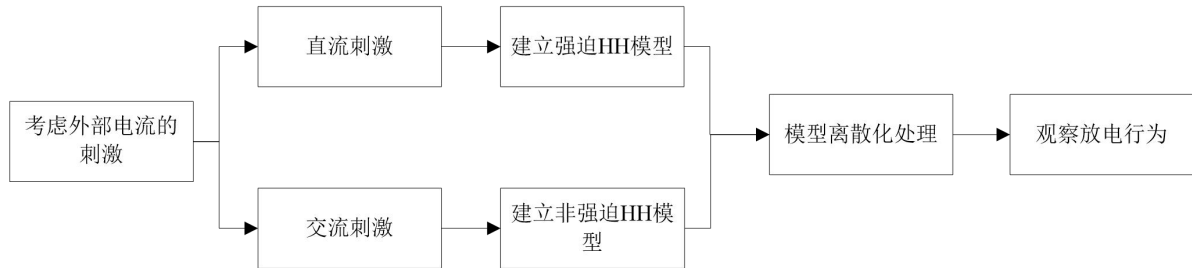 考虑外部电流的
刺激
直流刺激
建立强迫HH模型
交流刺激
建立非强迫HH模
型
模型离散化处理
观察放电行为